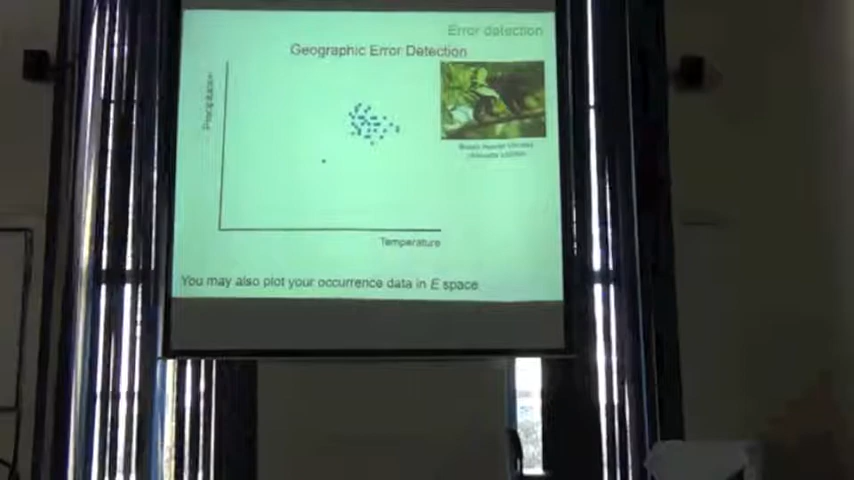 Error detection
Geographic Error Detection
Precipitation
Temperature
You may also plot your occurrence data in E space